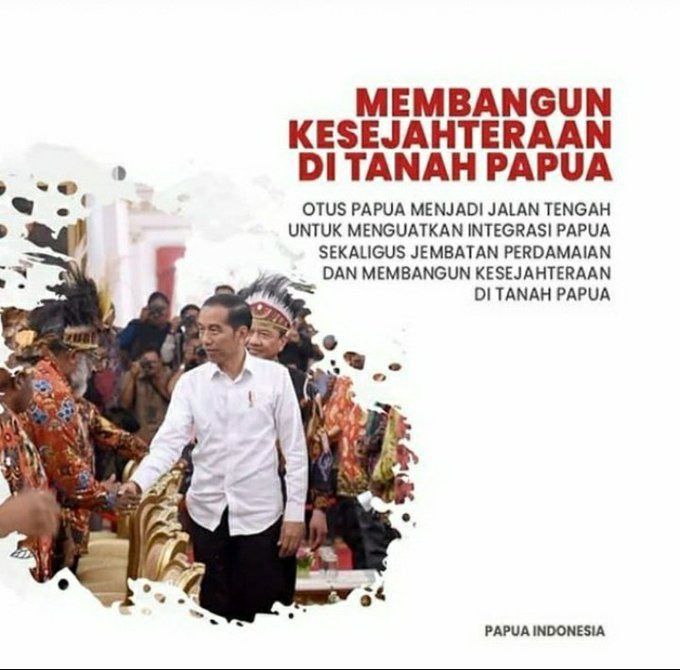 MEMBANGUN
KESEJAHTERAAN
DI TANAH PAPUA
OTUS PAPUA MENJADI JALAN TENGAH
UNTUK MENGUATKAN INTEGRASI PAPUA
SEKALIGUS JEMBATAN PERDAMAIAN
DAN MEMBANGUN KESEJAHTERAAN
DI TANAH PAPUA
PAPUA INDONESIA